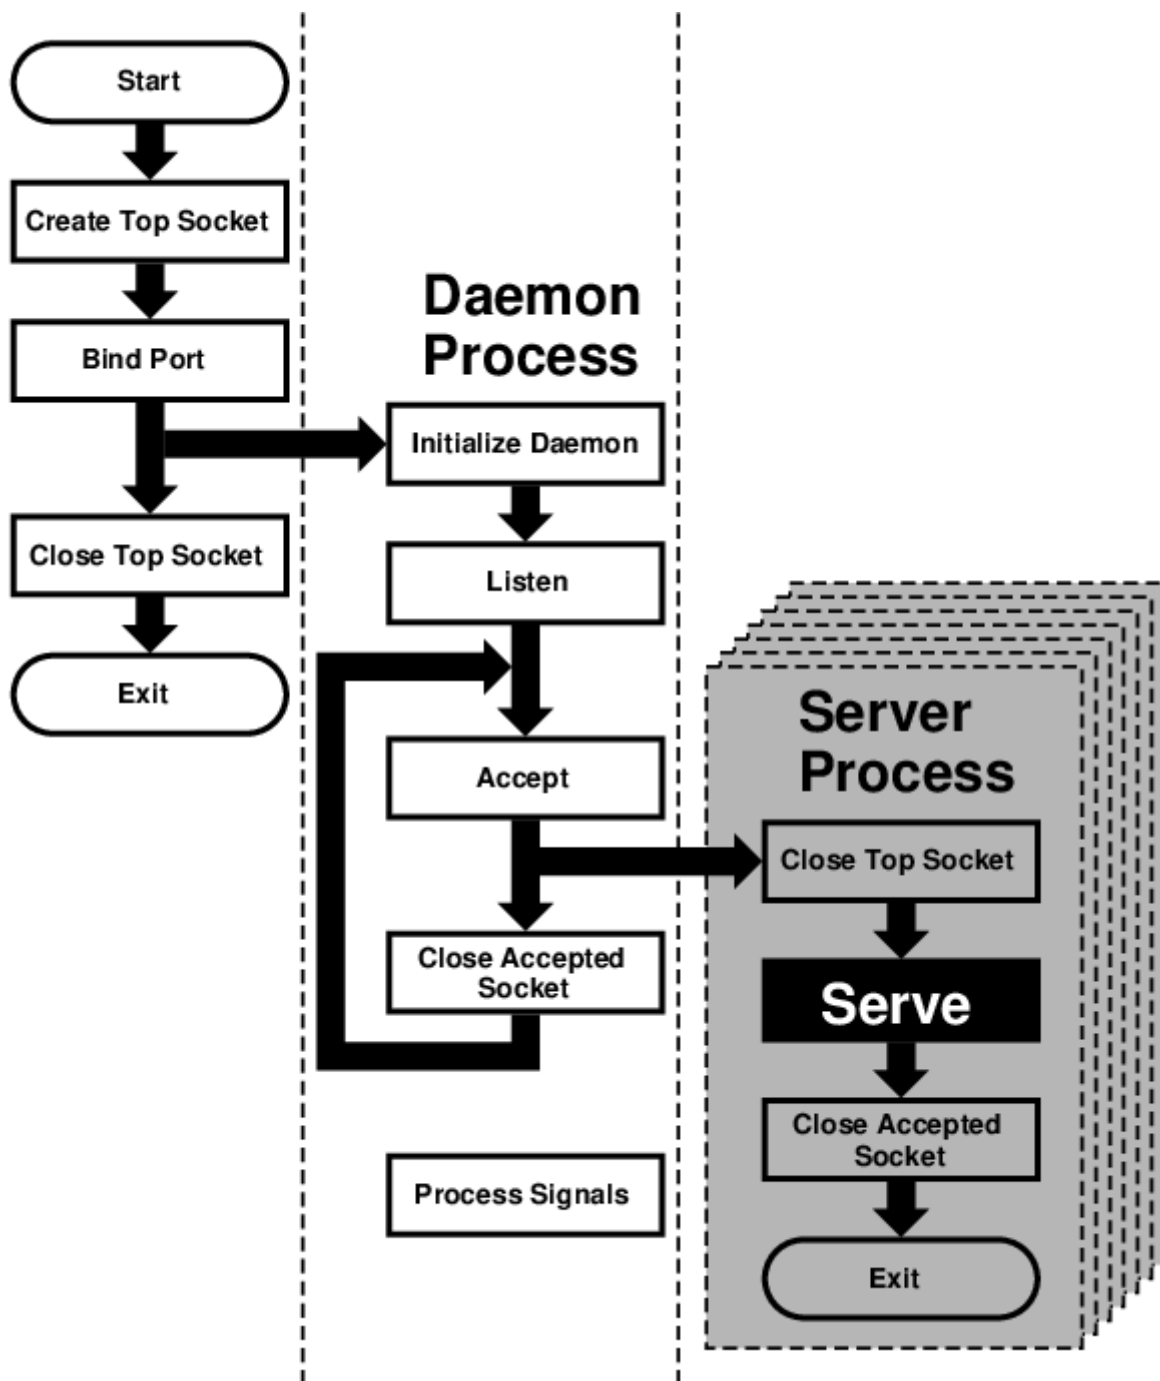 Start
Create Top Socket
Bind Port
Close Top Socket
Exit
Daemon
Process
Initialize Daemon
Listen
Accept
Close Accepted
Socket
Process Signals
Server
Process
Close Top Socket
Serve
Close Accepted
Socket
Exit